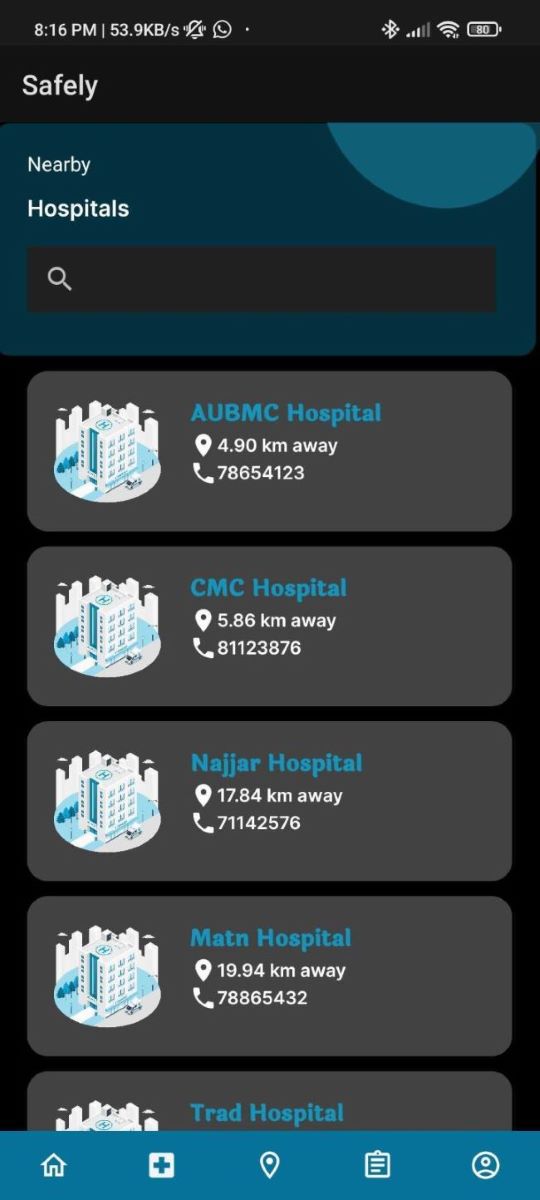 8:16 PM | 53.9KB/s
80
Safely
Nearby
Hospitals
AUBMC Hospital
4.90 km away
78654123
CMC Hospital
5.86 km away
81123876
Najjar Hospital
17.84 km away
71142576
Matn Hospital
19.94 km away
78865432
Trad Hospital